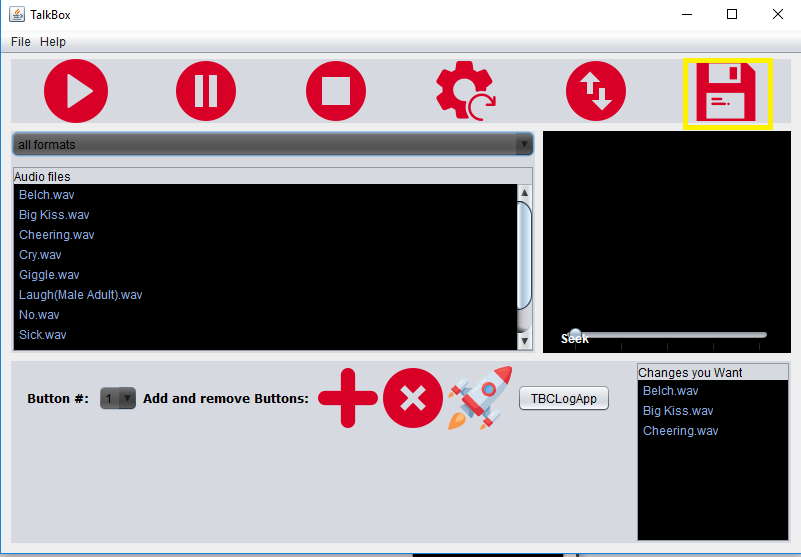 TalkBox
File Help
all formats
Audio files
Belch.wav
Big Kiss.wav
Cheering.wav
Cry.wav
Giggle.wav
Laugh(Male Adult).wav
No.wav
Sick.wav
Seek
Button #: 1 Add and remove Buttons: TBCLogApp
Changes you Want
Belch.wav
Big Kiss.wav
Cheering.wav